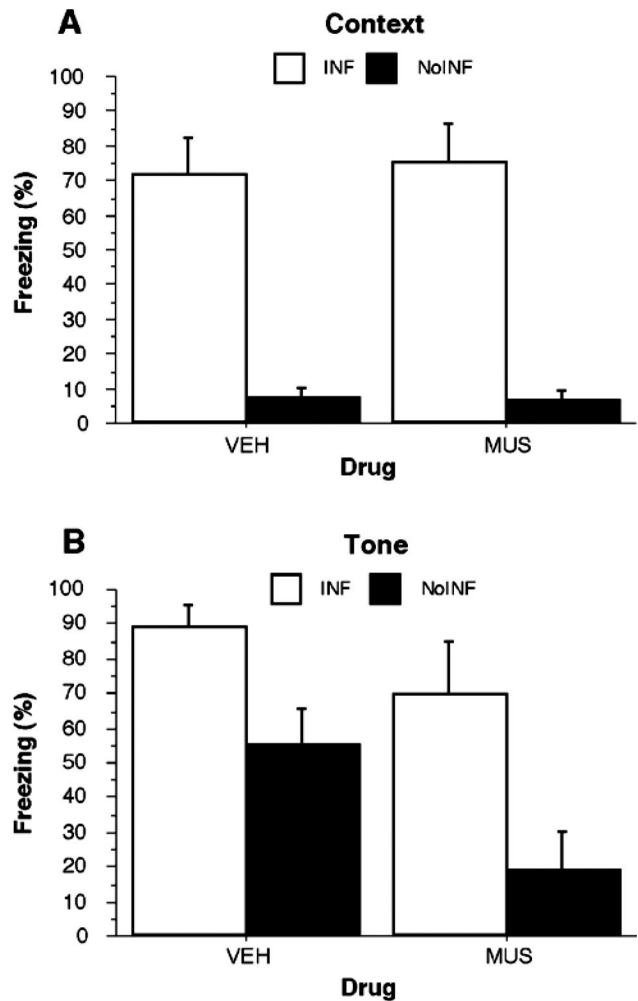 A
Context
INF NoINF
100
90
80
70
60
50
40
30
20
10
0
Freezing (%)
VEH MUS
Drug
B
Tone
INF NoINF
100
90
80
70
60
50
40
30
20
10
0
Freezing (%)
VEH MUS
Drug